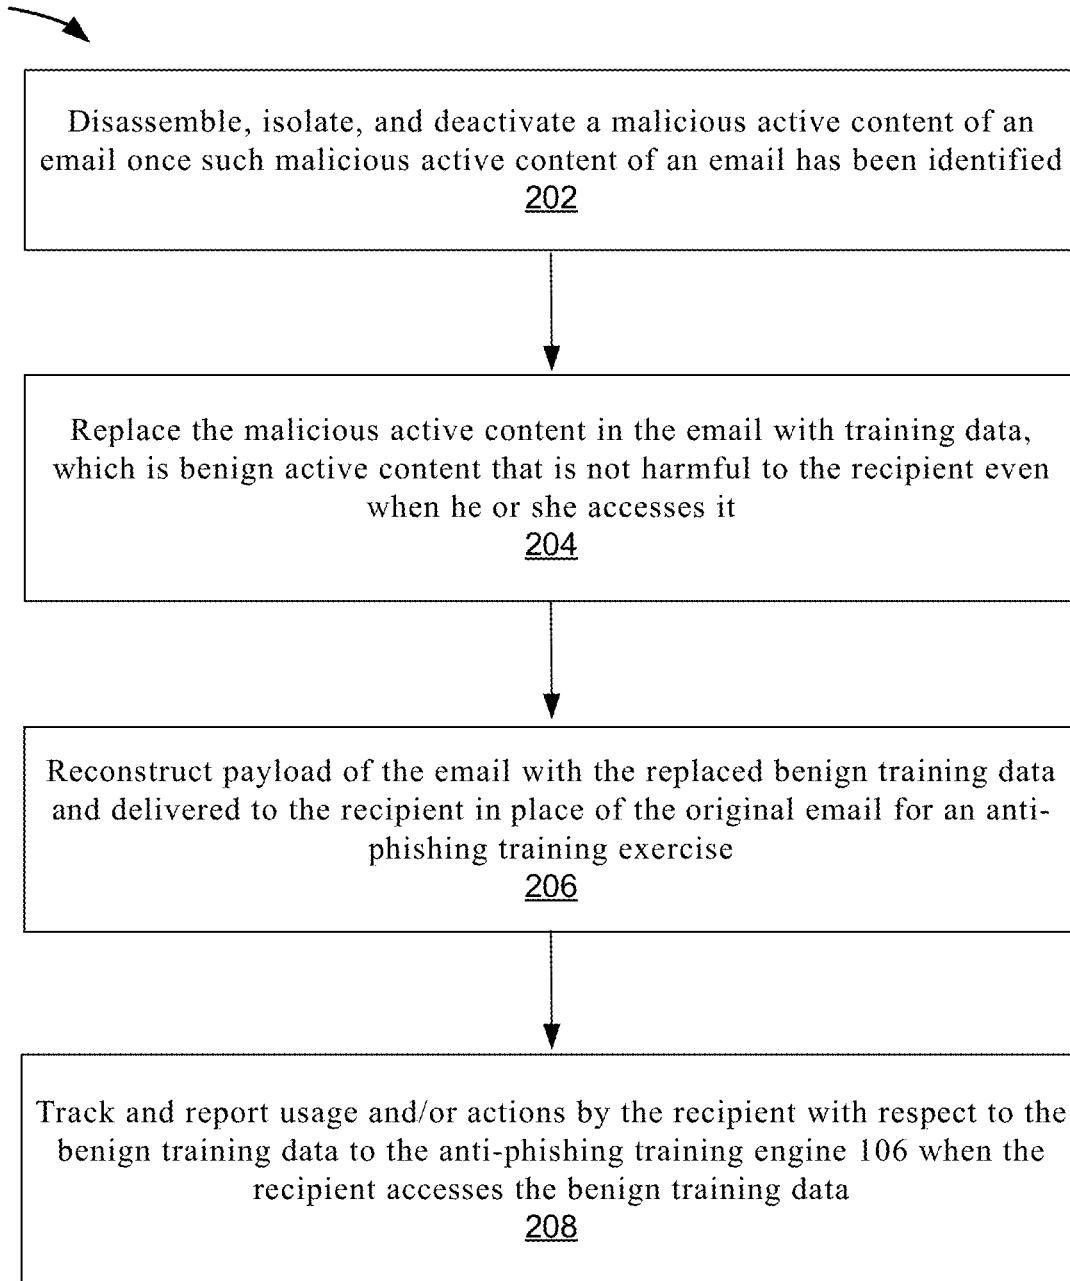 Disassemble, isolate, and deactivate a malicious active content of an
email once such malicious active content of an email has been identified
202
Replace the malicious active content in the email with training data,
which is benign active content that is not harmful to the recipient even
when he or she accesses it
204
Reconstruct payload of the email with the replaced benign training data
and delivered to the recipient in place of the original email for an anti-
phishing training exercise
206
Track and report usage and/or actions by the recipient with respect to the
benign training data to the anti-phishing training engine 106 when the
recipient accesses the benign training data
208